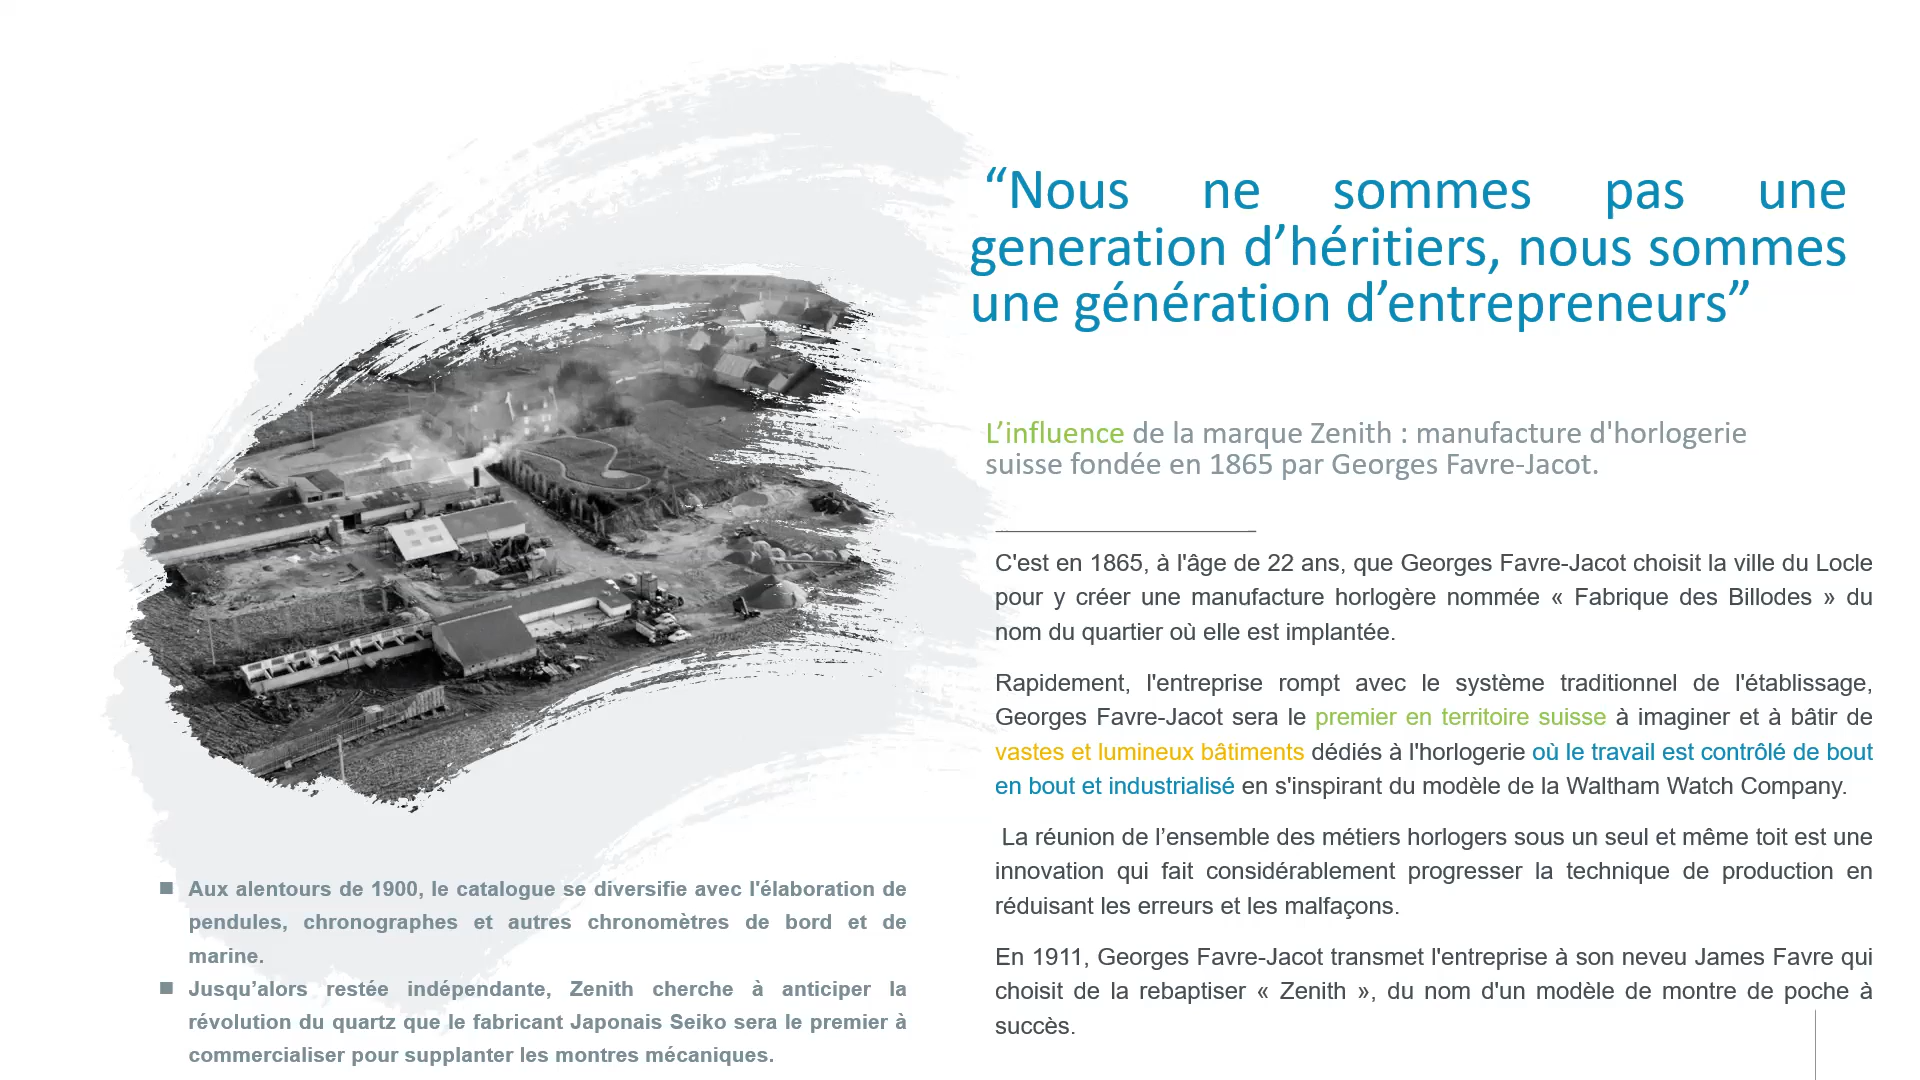 “Nous ne sommes pas une
generation d’héritiers, nous sommes
une génération d’entrepreneurs”
L’influence de la marque Zenith : manufacture d'horlogerie
suisse fondée en 1865 par Georges Favre-Jacot.
C'est en 1865, à l'âge de 22 ans, que Georges Favre-Jacot choisit la ville du Locle
pour y créer une manufacture horlogère nommée « Fabrique des Billodes » du
nom du quartier où elle est implantée.
Rapidement, l'entreprise rompt avec le système traditionnel de l'établissage,
Georges Favre-Jacot sera le premier en territoire suisse à imaginer et à bâtir de
vastes et lumineux bâtiments dédiés à l'horlogerie où le travail est contrôlé de bout
en bout et industrialisé en s'inspirant du modèle de la Waltham Watch Company.
La réunion de l’ensemble des métiers horlogers sous un seul et même toit est une
innovation qui fait considérablement progresser la technique de production en
réduisant les erreurs et les malfaçons.
En 1911, Georges Favre-Jacot transmet l'entreprise à son neveu James Favre qui
choisit de la rebaptiser « Zenith », du nom d'un modèle de montre de poche à
succès.
■ Aux alentours de 1900, le catalogue se diversifie avec l'élaboration de
pendules, chronographes et autres chronomètres de bord et de
marine.
■ Jusqu’alors restée indépendante, Zenith cherche à anticiper la
révolution du quartz que le fabricant Japonais Seiko sera le premier à
commercialiser pour supplanter les montres mécaniques.